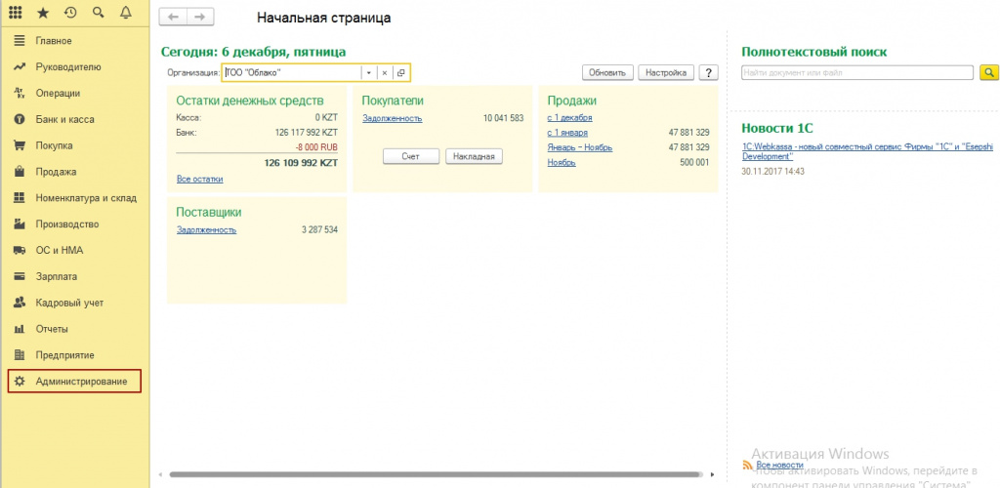 Начальная страница
Главное
Руководителю
Операции
Банк и касса
Покупка
Продажа
Номенклатура и склад
Производство
ОС и НМА
Зарплата
Кадровый учет
Отчеты
Предприятие
Администрирование
Сегодня: 6 декабря, пятница
Организация: ТОО "Облако"
Обновить
Настройка
?
Остатки денежных средств
Касса: 0 KZT
Банк: 126 117 992 KZT
-8 000 RUB
126 109 992 KZT
Все остатки
Покупатели
Задолженность 10 041 583
Счет
Накладная
Продажи
с 1 декабря
с 1 января 47 881 329
Январь - Ноябрь 47 881 329
Ноябрь 500 001
Поставщики
Задолженность 3 287 534
Полнотекстовый поиск
Найти документ или файл
Новости 1С
1C:Webkassa - новый совместный сервис Фирмы "1С" и "Esepshi
Development"
30.11.2017 14:43
Активация Windows
Все новости
Чтобы активировать Windows, перейдите в
компонент панели управления "Система".